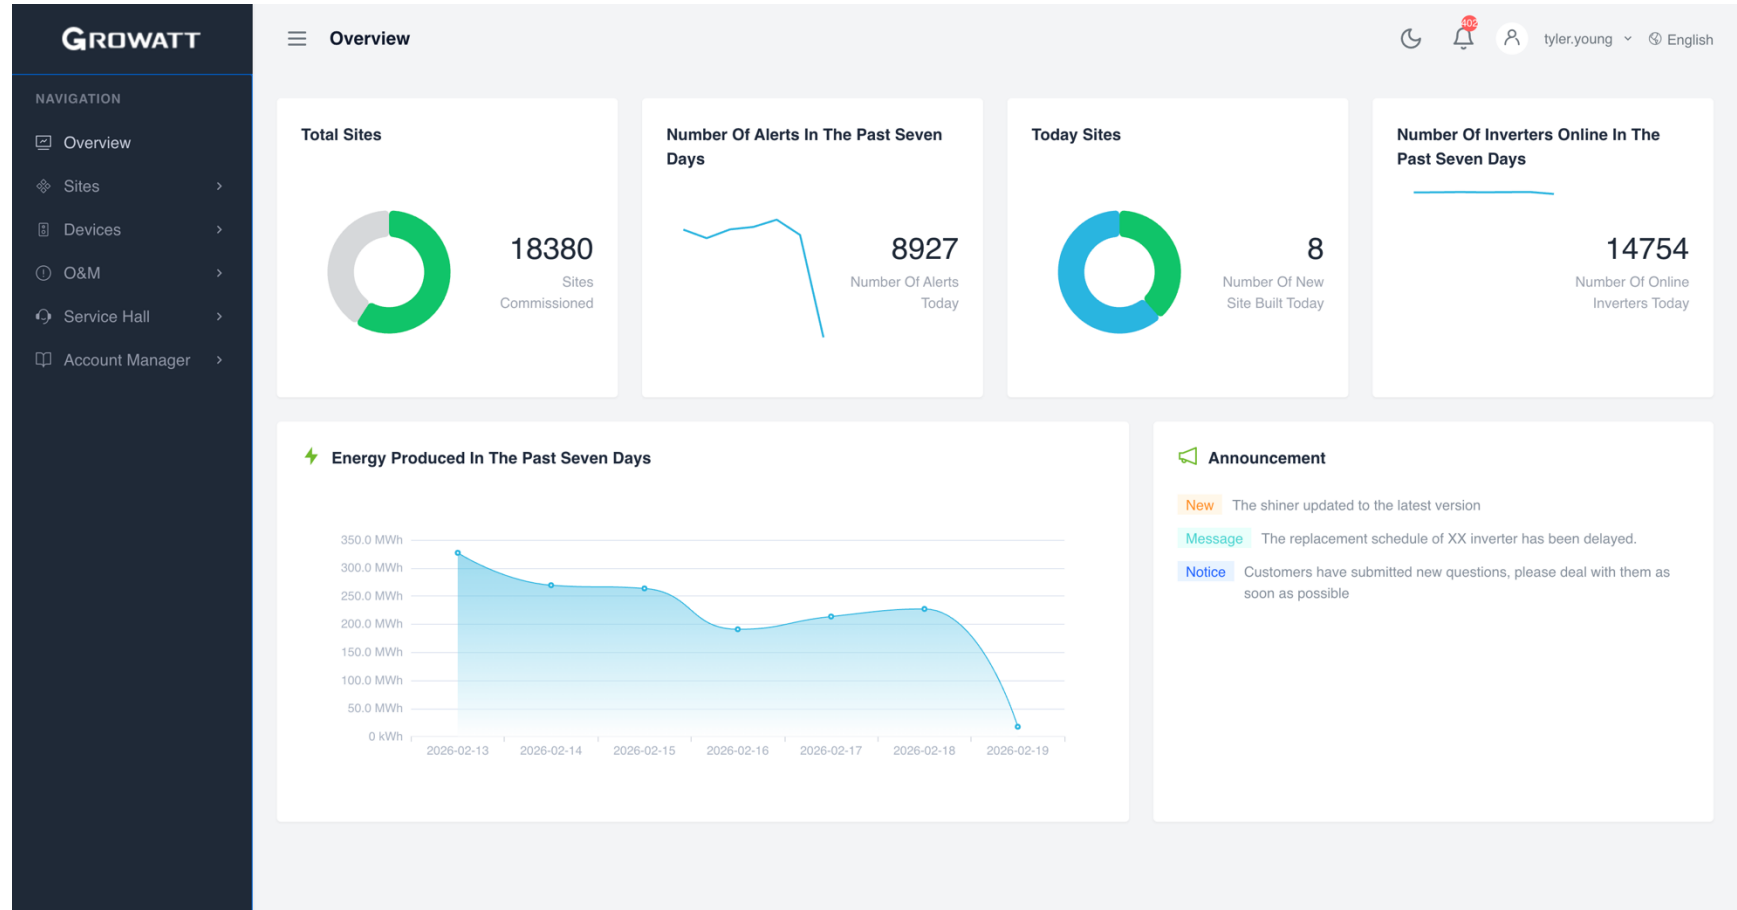 GROWATT
Overview
402
tyler.young
English
NAVIGATION
Overview
Sites
Devices
O&M
Service Hall
Account Manager
Total Sites
18380
Sites
Commissioned
Number Of Alerts In The Past Seven
Days
8927
Number Of Alerts
Today
Today Sites
8
Number Of New
Site Built Today
Number Of Inverters Online In The
Past Seven Days
14754
Number Of Online
Inverters Today
Energy Produced In The Past Seven Days
350.0 MWh
300.0 MWh
250.0 MWh
200.0 MWh
150.0 MWh
100.0 MWh
50.0 MWh
0 kWh
2026-02-13 2026-02-14 2026-02-15 2026-02-16 2026-02-17 2026-02-18 2026-02-19
Announcement
New The shiner updated to the latest version
Message The replacement schedule of XX inverter has been delayed.
Notice Customers have submitted new questions, please deal with them as
soon as possible